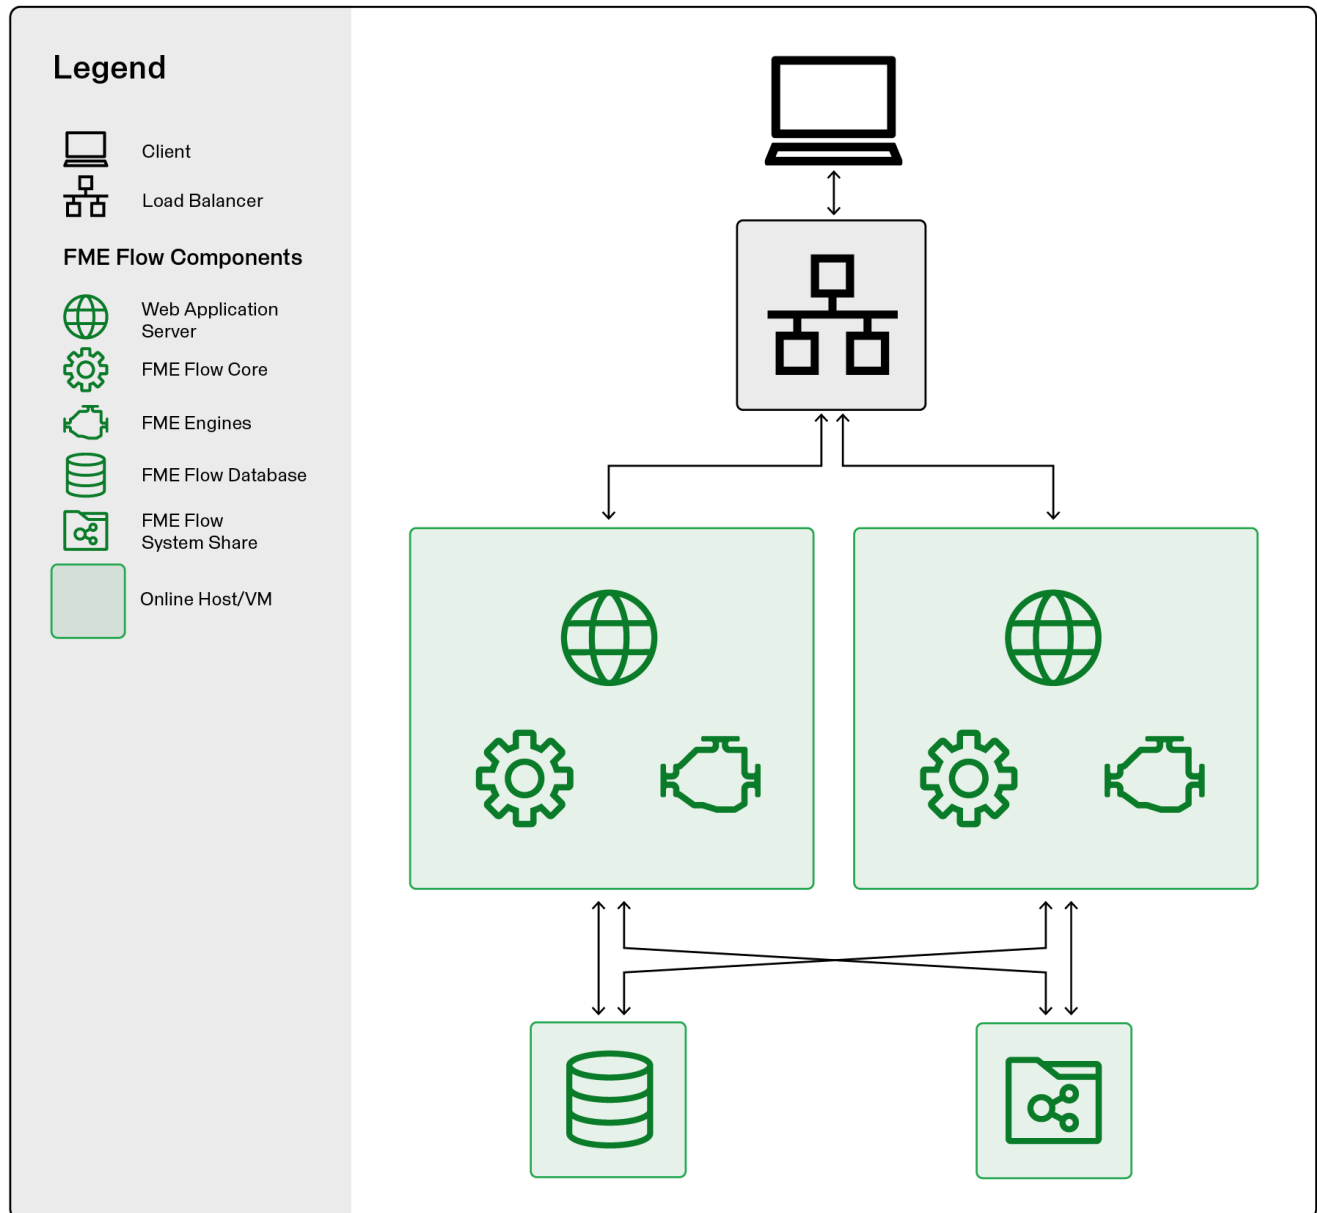 Legend
Client
Load Balancer
FME Flow Components
Web Application
Server
FME Flow Core
FME Engines
FME Flow Database
FME Flow
System Share
Online Host/VM